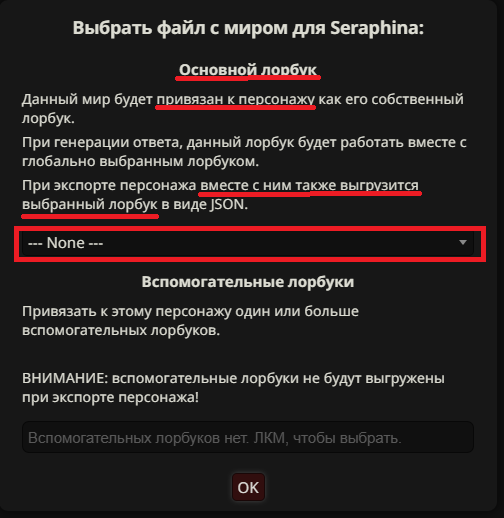 Выбрать файл с миром для Seraphina:
Основной лорбук
Данный мир будет привязан к персонажу как его собственный
лорбук.
При генерации ответа, данный лорбук будет работать вместе с
глобально выбранным лорбуком.
При экспорте персонажа вместе с ним также выгрузится
выбранный лорбук в виде JSON.
--- None ---
Вспомогательные лорбуки
Привязать к этому персонажу один или больше
вспомогательных лорбуков.
ВНИМАНИЕ: вспомогательные лорбуки не будут выгружены
при экспорте персонажа!
Вспомогательных лорбуков нет. ЛКМ, чтобы выбрать.
OK